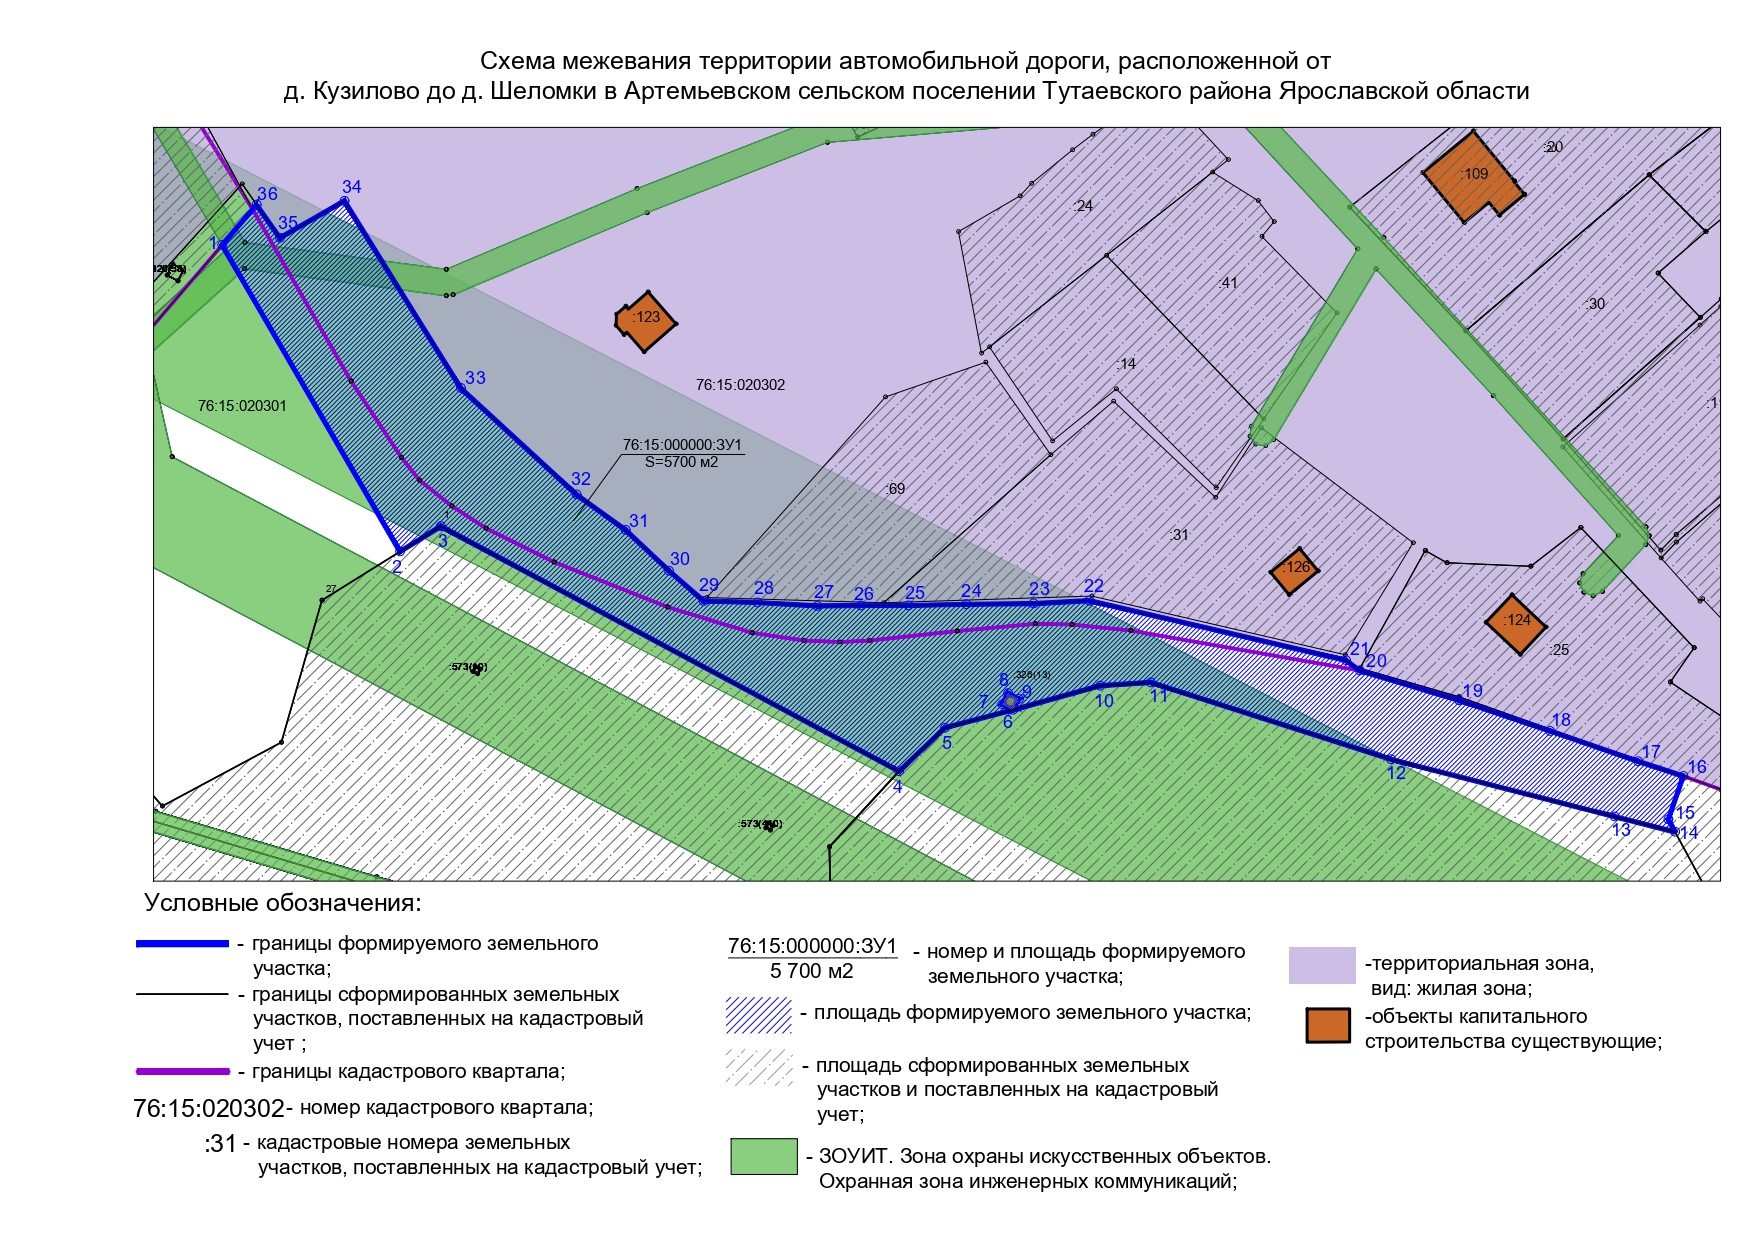 Схема межевания территории автомобильной дороги, расположенной от
д. Кузилово до д. Шеломки в Артемьевском сельском поселении Тутаевского района Ярославской области
:20
:109
34
36
:24
35
1
:41
:30
:123
:14
33
76:15:020302
76:15:020301
76:15:000000:ЗУ1
S=5700 м2
32
:69
31
:31
1
3
30
2
:126
27
29
28
27
26
25
24
23
22
:124
21
:25
20
:573(40)
8
9
19
7
10
11
6
18
5
17
16
12
4
15
13
14
Условные обозначения:
- границы формируемого земельного
участка;
- границы сформированных земельных
участков, поставленных на кадастровый
учет ;
- границы кадастрового квартала;
76:15:020302- номер кадастрового квартала;
:31 - кадастровые номера земельных
участков, поставленных на кадастровый учет;
76:15:000000:ЗУ1
5 700 м2
- номер и площадь формируемого
земельного участка;
- площадь формируемого земельного участка;
- площадь сформированных земельных
участков и поставленных на кадастровый
учет;
- ЗОУИТ. Зона охраны искусственных объектов.
Охранная зона инженерных коммуникаций;
-территориальная зона,
вид: жилая зона;
-объекты капитального
строительства существующие;